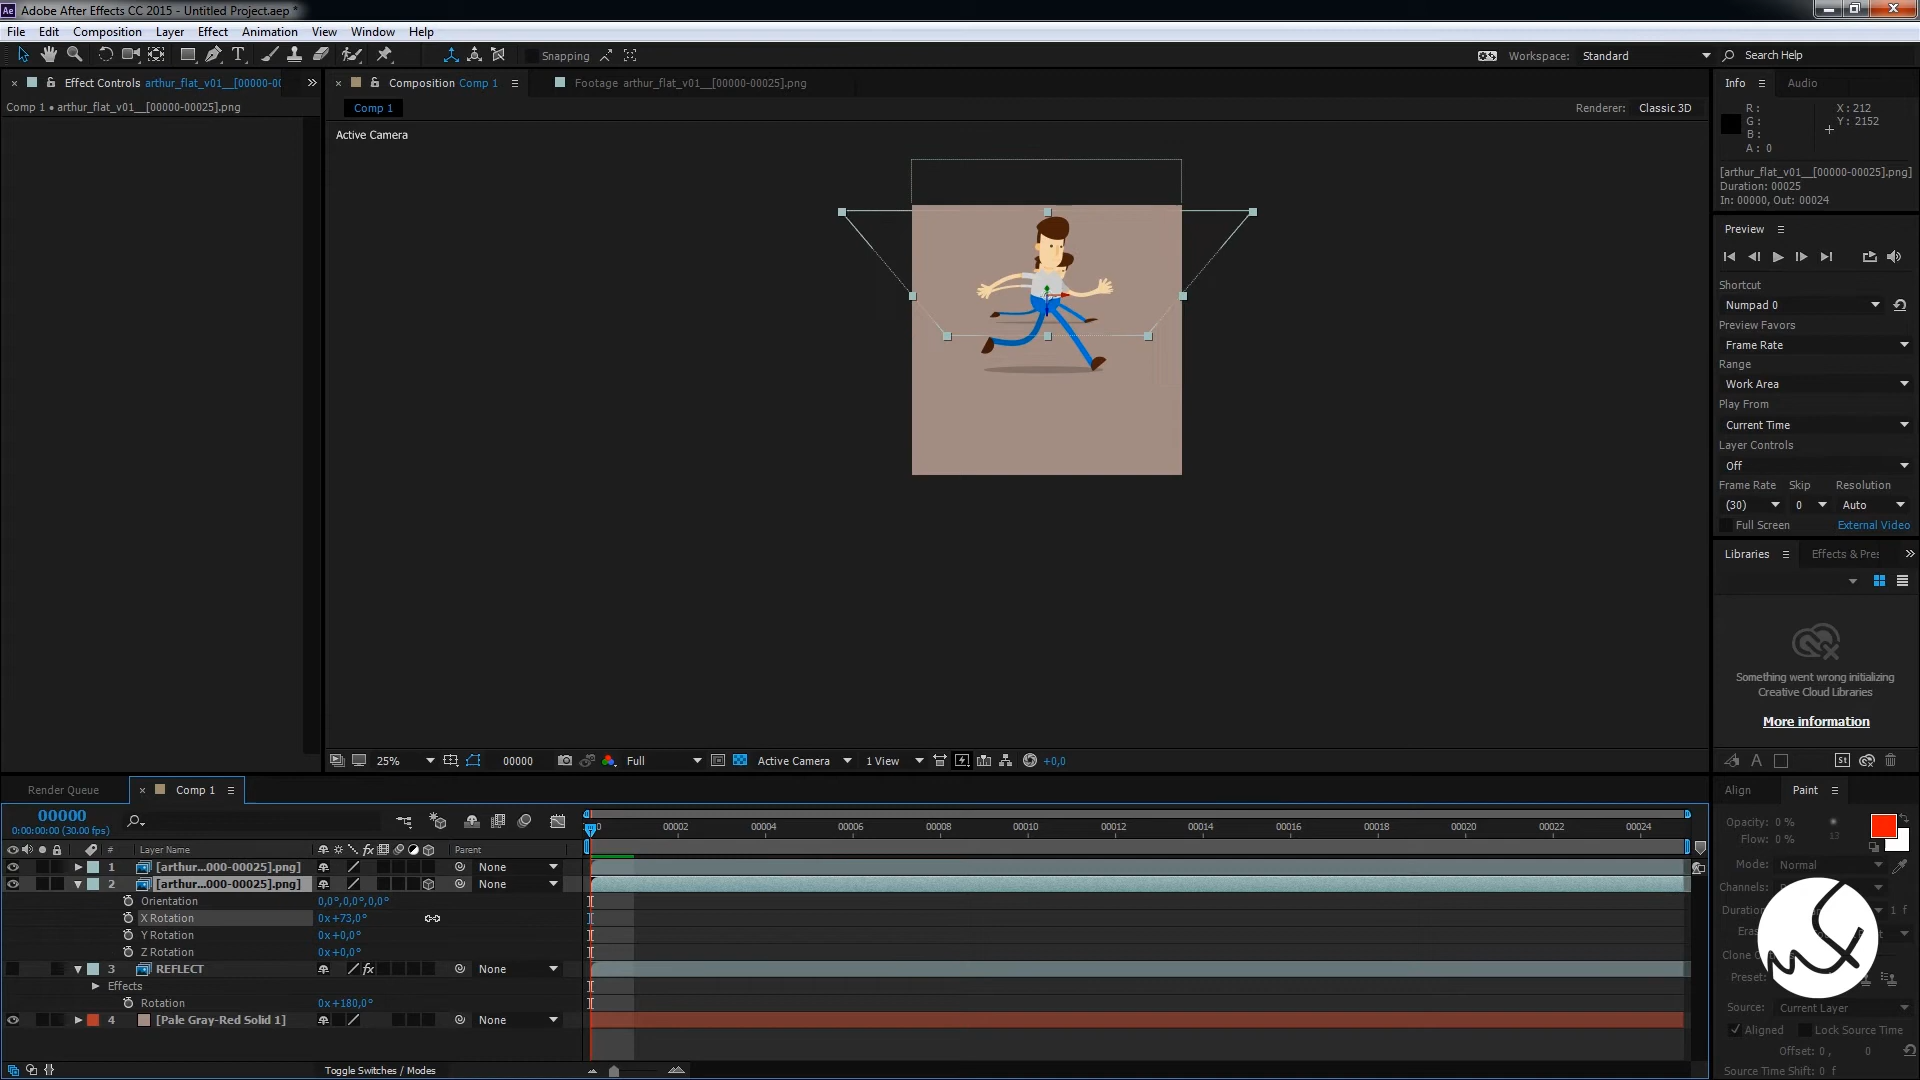 Ae Adobe After Effects CC 2015 - Untitled Project.aep *
File Edit Composition Layer Effect Animation View Window Help
Snapping Workspace: Standard Search Help
Effect Controls arthur_flat_v01__[00000-00
Composition Comp 1
Footage arthur_flat_v01__[00000-00025].png
Comp 1 • arthur_flat_v01__[00000-00025].png
Comp 1
Renderer: Classic 3D
Active Camera
Info Audio
R : X : 212
G : Y : 2152
B :
A : 0
[arthur_flat_v01__[00000-00025].png]
Duration: 00025
In: 00000, Out: 00024
Preview
Shortcut
Numpad 0
Preview Favors
Frame Rate
Range
Work Area
Play From
Current Time
Layer Controls
Off
Frame Rate Skip Resolution
(30) 0 Auto
Full Screen External Video
Libraries Effects & Pres
Something went wrong initializing
Creative Cloud Libraries
More information
25% 00000 Full Active Camera 1 View +0,0
Render Queue Comp 1
00000
0:00:00:00 (30.00 fps)
00002 00004 00006 00008 00010 00012 00014 00016 00018 00020 00022 00024
# Layer Name Parent
1 [arthur...000-00025].png] None
2 [arthur...000-00025].png] None
Orientation 0,0°,0,0°,0,0°
X Rotation 0x+73,0°
Y Rotation 0x+0,0°
Z Rotation 0x+0,0°
3 REFLECT None
Effects
Rotation 0x+180,0°
4 [Pale Gray-Red Solid 1] None
Toggle Switches / Modes
Align Paint
Opacity: 0 %
Flow: 0 % 13
Mode: Normal
Channels:
Duratio 1 f
Eras
Clone O
Preset:
Source: Current Layer
Aligned Lock Source Time
Offset: 0 , 0
Source Time Shift: 0 f